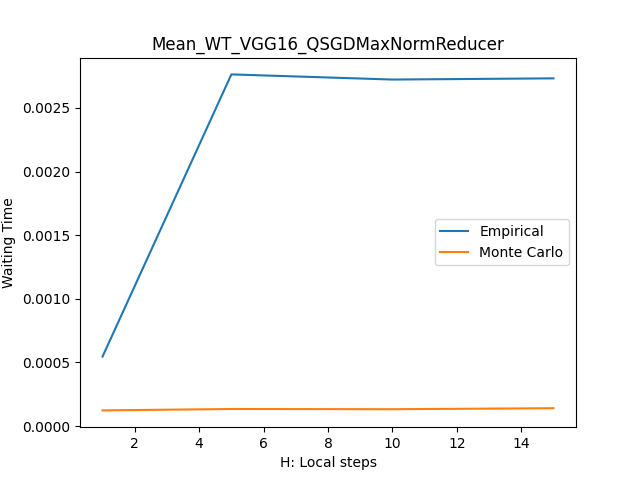 Mean_WT_VGG16_QSGDMaxNormReducer
Waiting Time
0.0025
0.0020
0.0015
0.0010
0.0005
0.0000
Empirical
Monte Carlo
2 4 6 8 10 12 14
H: Local steps